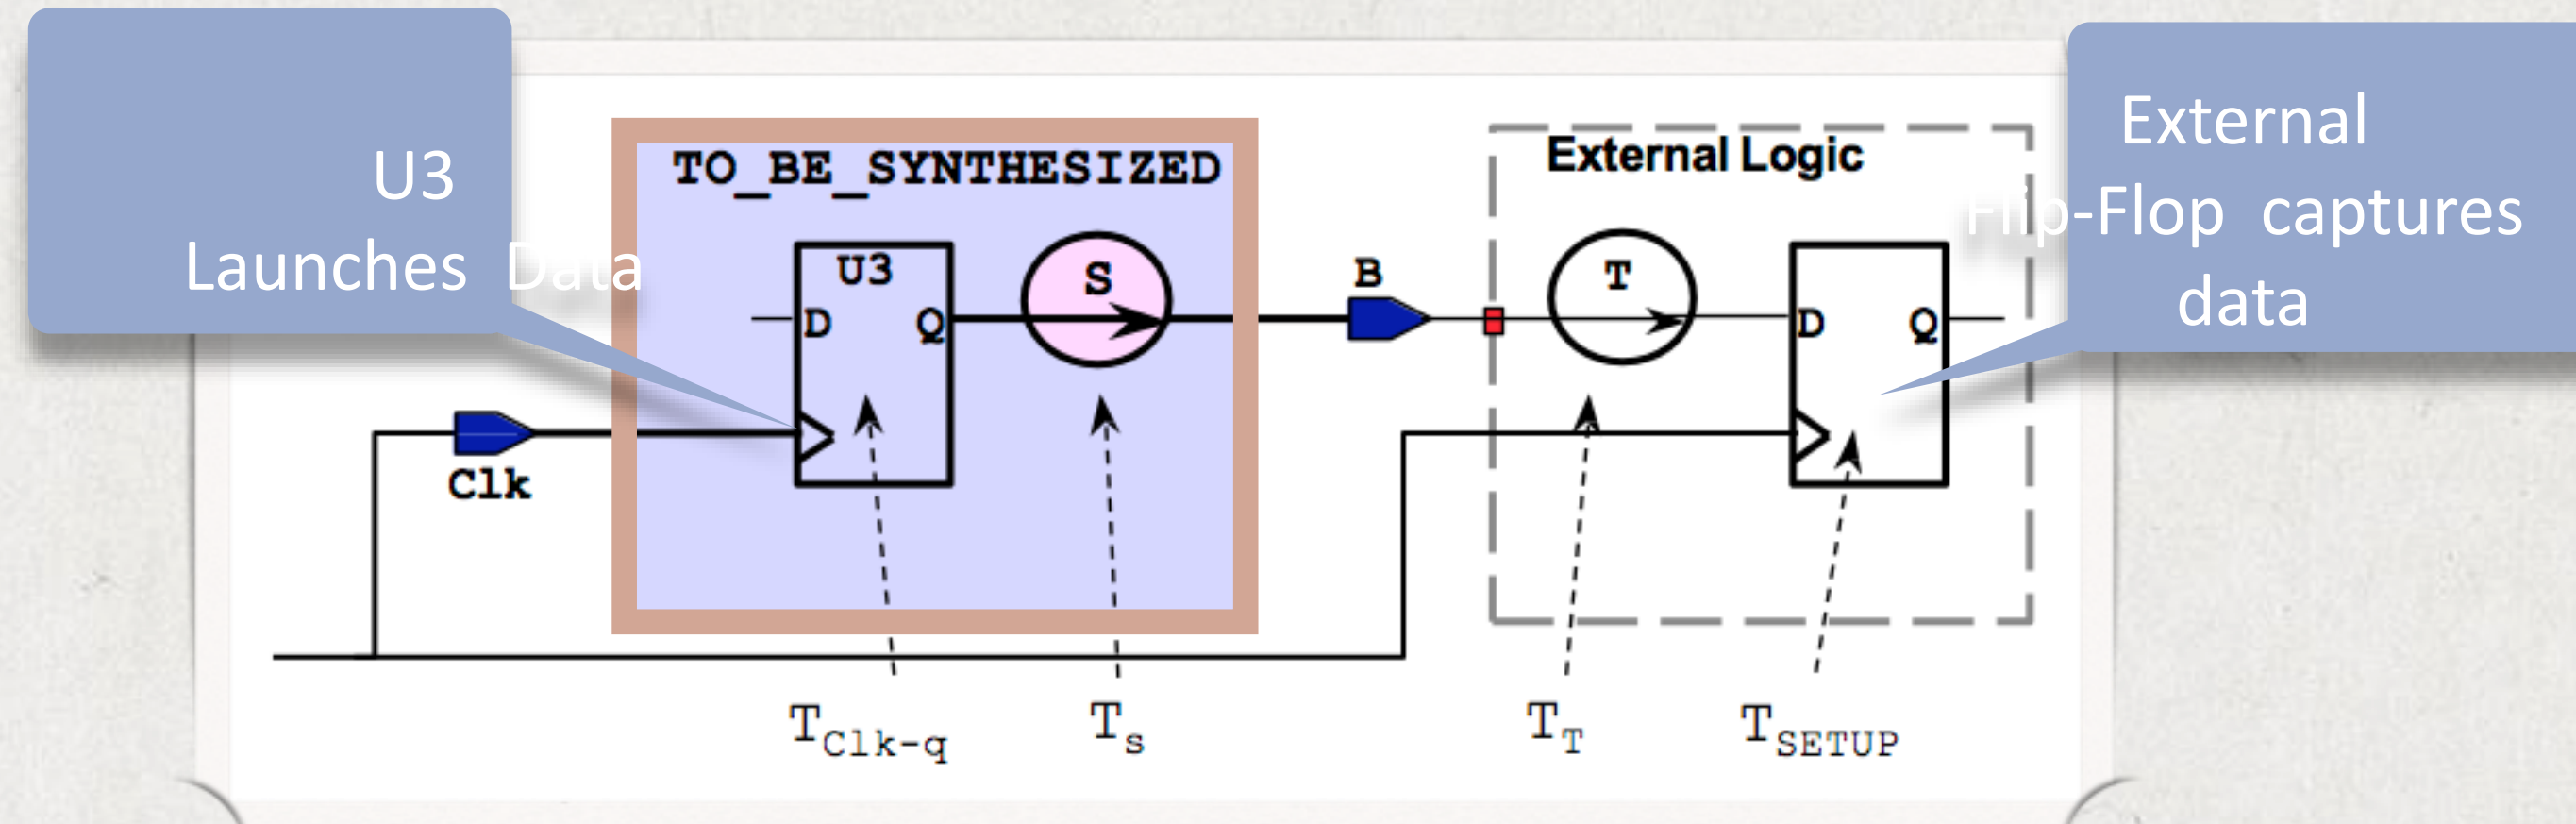 U3
Launches Data
External
Flip-Flop captures
data
TO_BE_SYNTHESIZED
External Logic
U3
S
B
T
D
Q
D
Q
Clk
TClk-q
Ts
TT
TSETUP